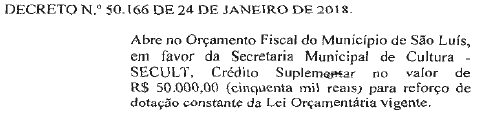 DECRETO N.º 50.166 DE 24 DE JANEIRO DE 2018.
Abre no Orçamento Fiscal do Município de São Luís,
em favor da Secretaria Municipal de Cultura -
SECULT, Crédito Suplementar no valor de
R$ 50.000,00 (cinquenta mil reais) para reforço de
dotação constante da Lei Orçamentária vigente.